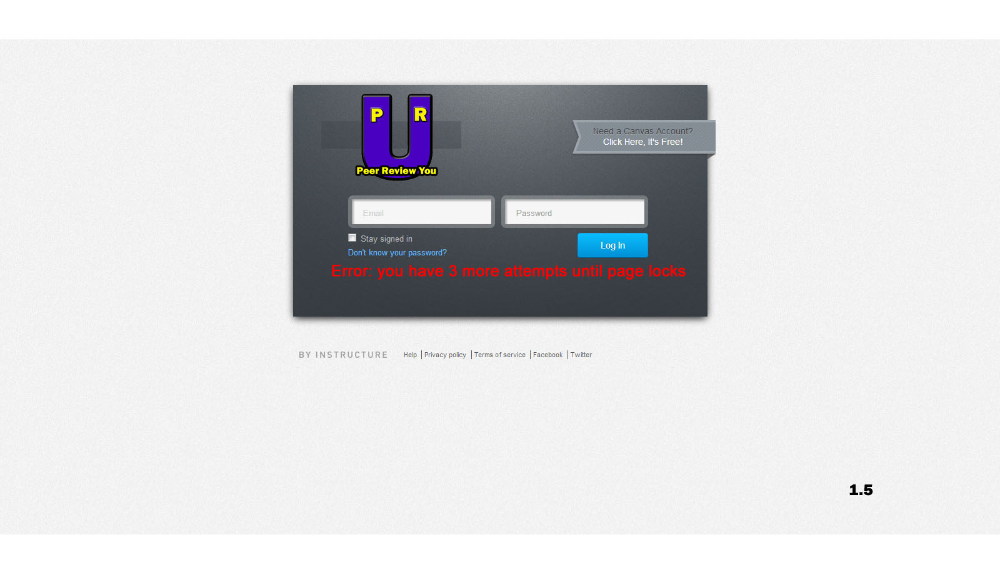 P R
Peer Review You
Need a Canvas Account?
Click Here, It's Free!
Email
Password
Stay signed in
Log In
Don't know your password?
Error: you have 3 more attempts until page locks
BY INSTRUCTURE
Help
Privacy policy
Terms of service
Facebook
Twitter
1.5